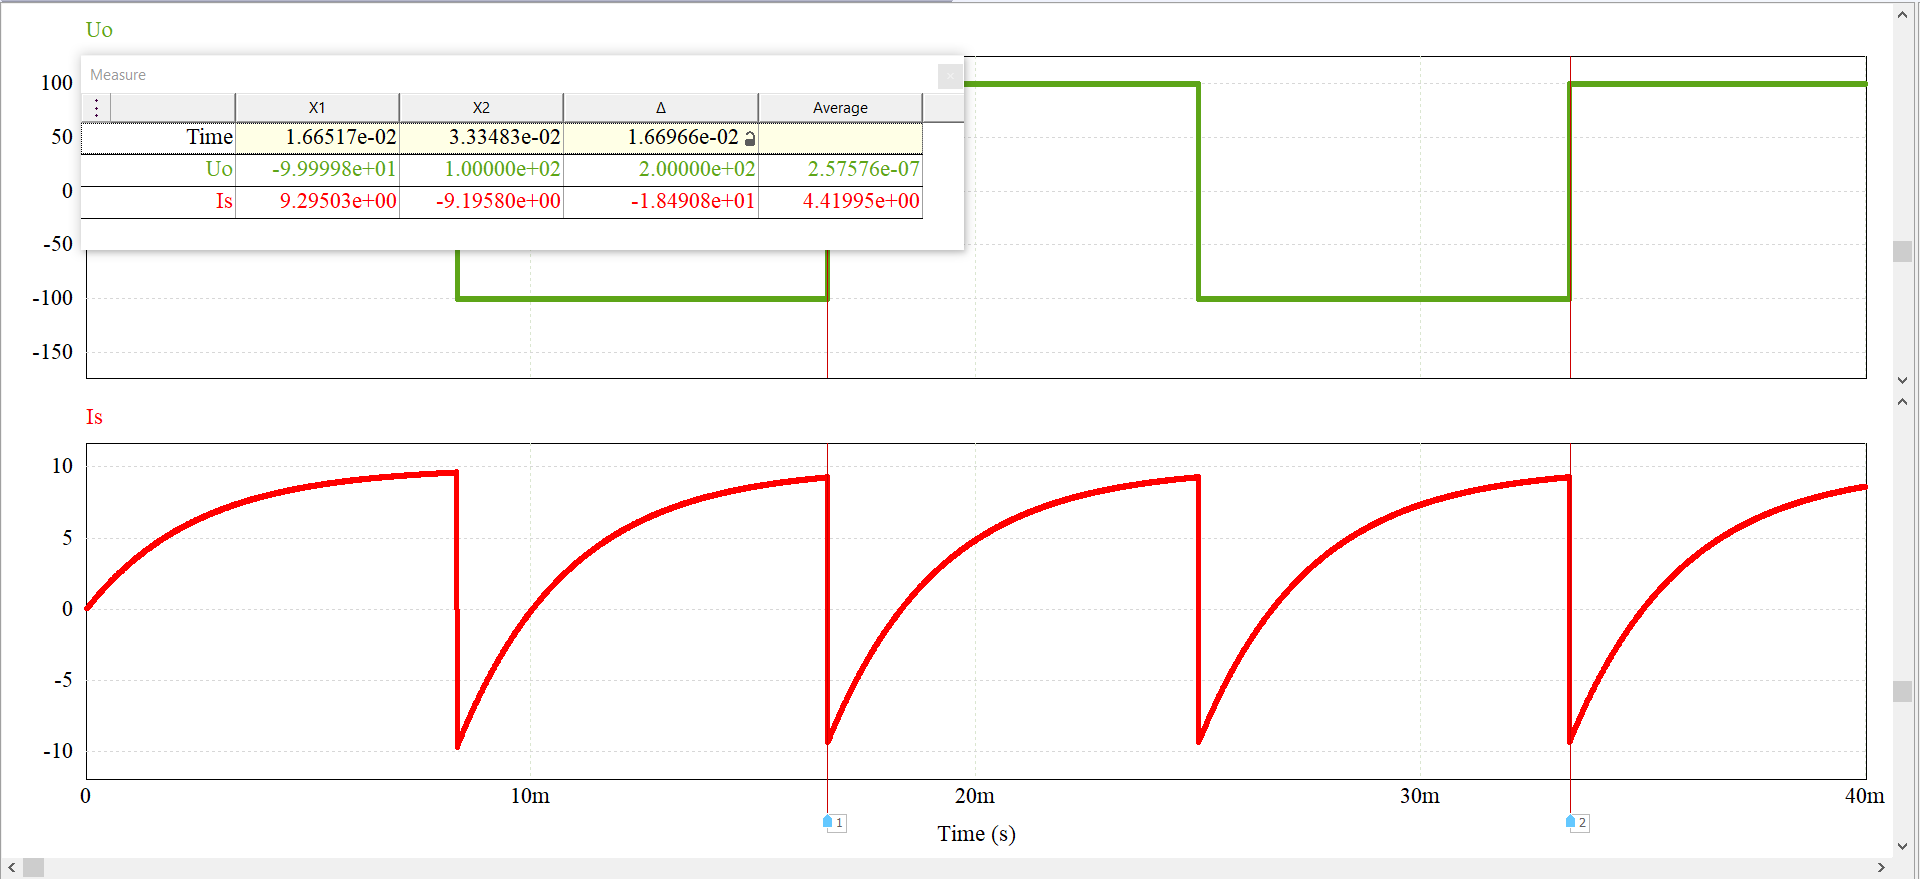 Uo
Measure
X1 X2 Δ Average
Time 1.66517e-02 3.33483e-02 1.66966e-02
Uo -9.99998e+01 1.00000e+02 2.00000e+02 2.57576e-07
Is 9.29503e+00 -9.19580e+00 -1.84908e+01 4.41995e+00
100
50
0
-50
-100
-150
Is
10
5
0
-5
-10
0 10m 20m 30m 40m
1 2
Time (s)